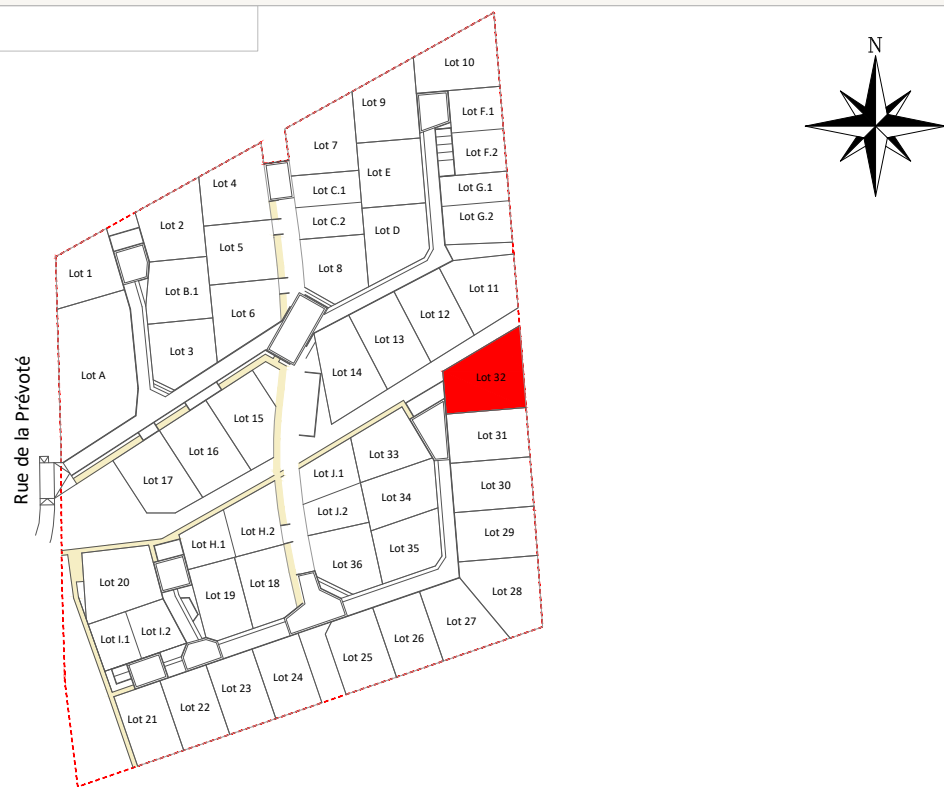 N
Lot 10
Lot 9
Lot F.1
Lot 7
Lot F.2
Lot E
Lot 4
Lot C.1
Lot G.1
Lot 2
Lot C.2
Lot G.2
Lot D
Lot 5
Lot 1
Lot 8
Lot B.1
Lot 11
Lot 6
Lot 12
Lot 13
Lot 3
Lot A
Lot 14
Lot 32
Rue de la Prévoté
Lot 15
Lot 31
Lot 16
Lot 33
Lot J.1
Lot 17
Lot 30
Lot 34
Lot J.2
Lot H.2
Lot 29
Lot H.1
Lot 35
Lot 36
Lot 20
Lot 18
Lot 28
Lot 19
Lot 27
Lot I.2
Lot I.1
Lot 26
Lot 25
Lot 24
Lot 23
Lot 22
Lot 21